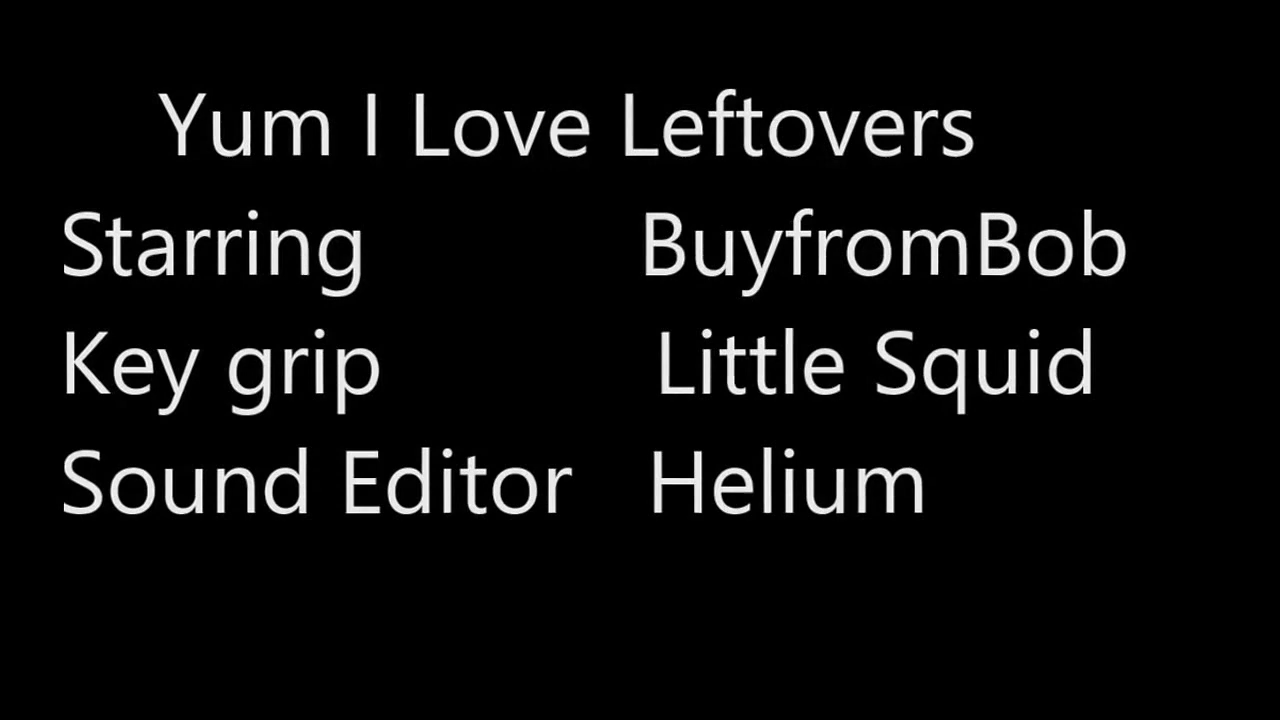 Yum I Love Leftovers
Starring BuyfromBob
Key grip Little Squid
Sound Editor Helium